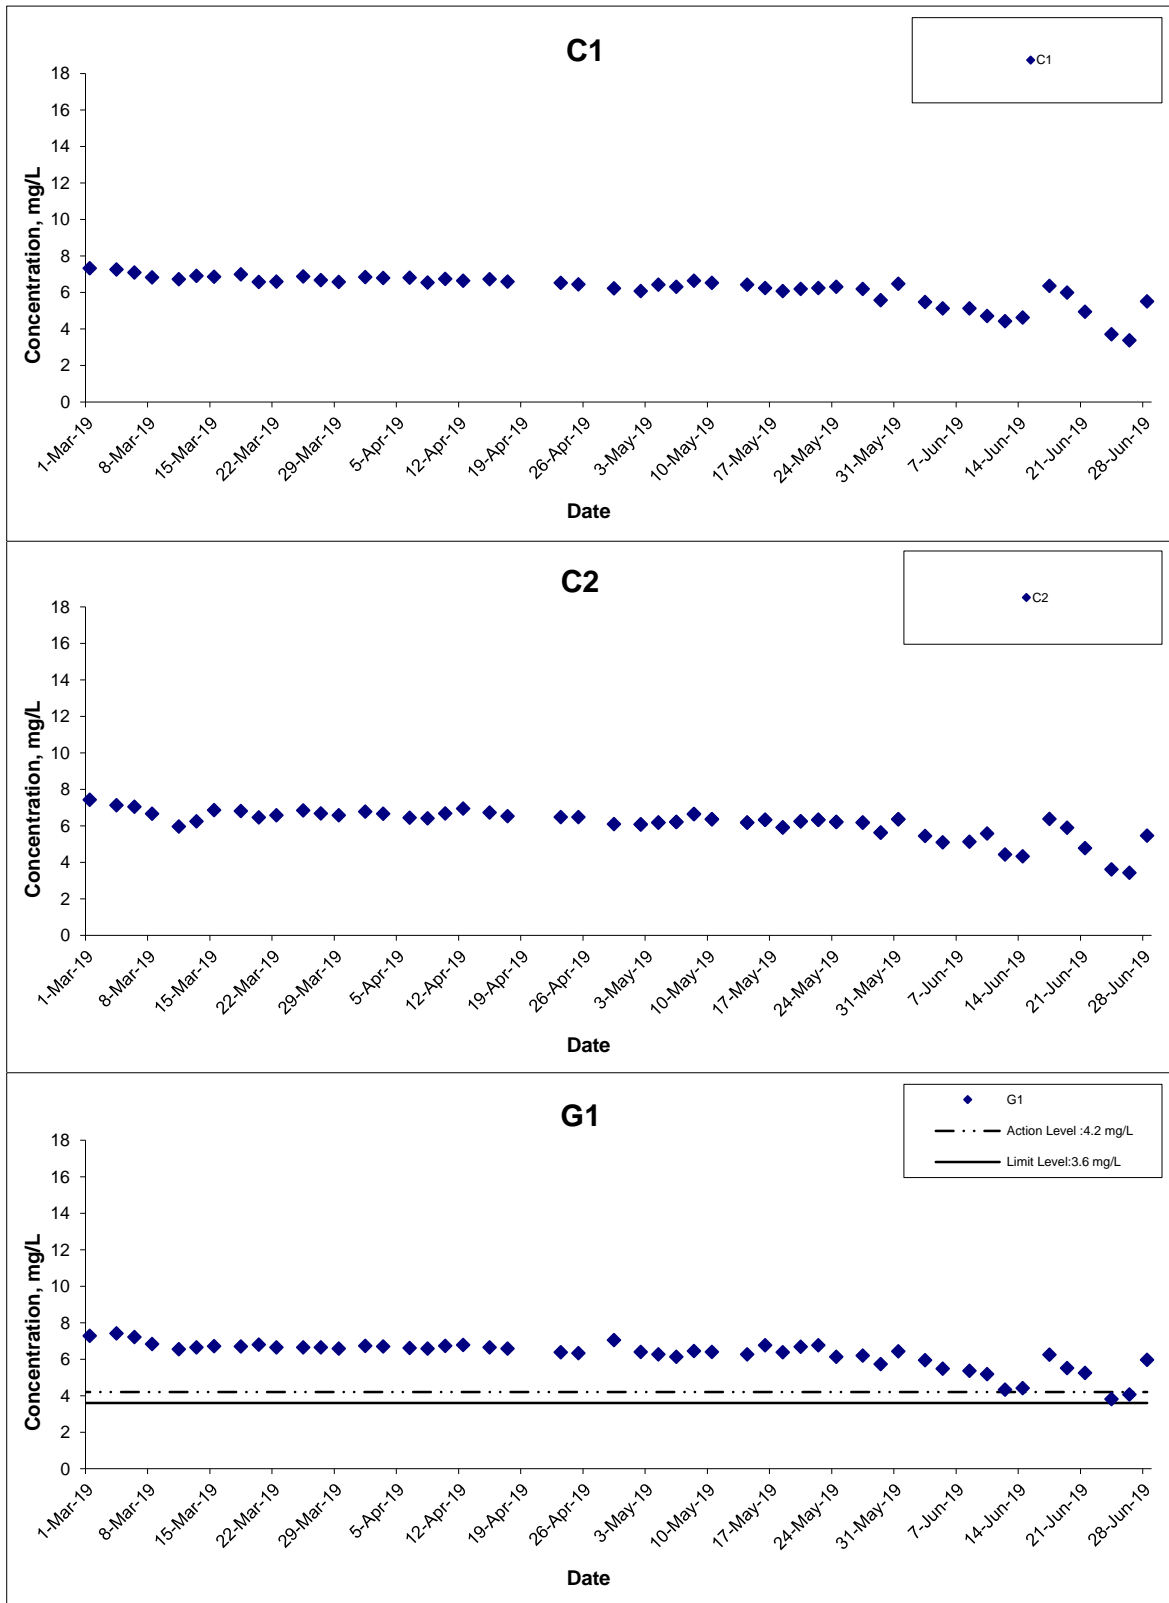 C1
C1
Concentration, mg/L
18
16
14
12
10
8
6
4
2
0
1-Mar-19
8-Mar-19
15-Mar-19
22-Mar-19
29-Mar-19
5-Apr-19
12-Apr-19
19-Apr-19
26-Apr-19
3-May-19
10-May-19
17-May-19
24-May-19
31-May-19
7-Jun-19
14-Jun-19
21-Jun-19
28-Jun-19
Date
C2
C2
Concentration, mg/L
18
16
14
12
10
8
6
4
2
0
1-Mar-19
8-Mar-19
15-Mar-19
22-Mar-19
29-Mar-19
5-Apr-19
12-Apr-19
19-Apr-19
26-Apr-19
3-May-19
10-May-19
17-May-19
24-May-19
31-May-19
7-Jun-19
14-Jun-19
21-Jun-19
28-Jun-19
Date
G1
G1
Action Level :4.2 mg/L
Limit Level:3.6 mg/L
Concentration, mg/L
18
16
14
12
10
8
6
4
2
0
1-Mar-19
8-Mar-19
15-Mar-19
22-Mar-19
29-Mar-19
5-Apr-19
12-Apr-19
19-Apr-19
26-Apr-19
3-May-19
10-May-19
17-May-19
24-May-19
31-May-19
7-Jun-19
14-Jun-19
21-Jun-19
28-Jun-19
Date